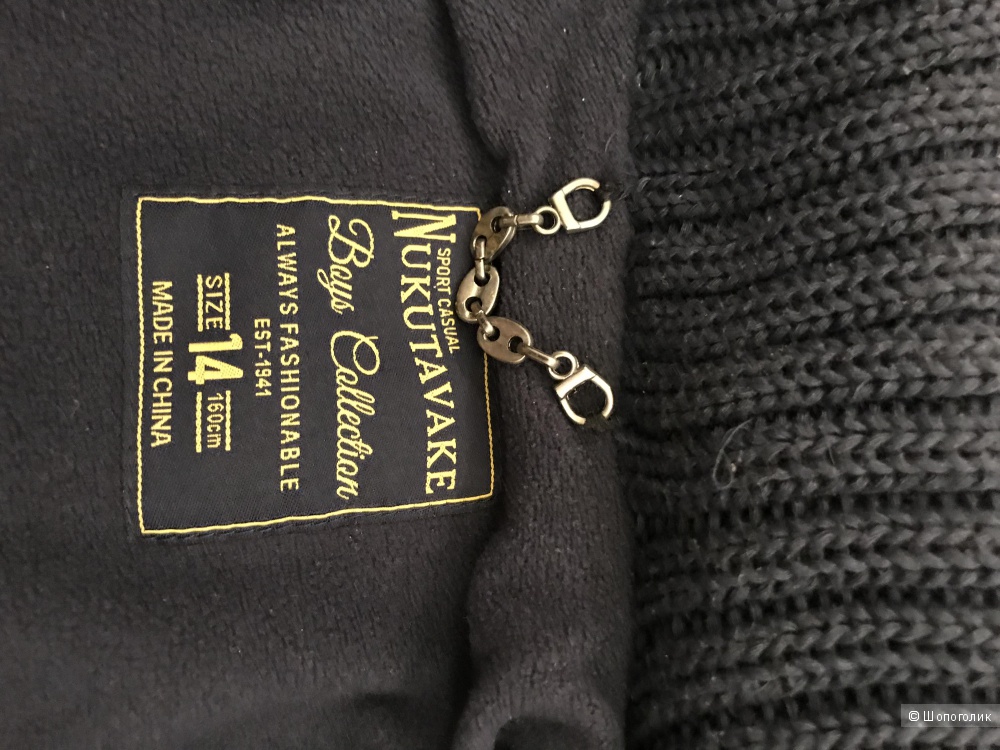 SPORT CASUAL
NUKUTAVAKE
Boys Collection
ALWAYS FASHIONABLE
EST-1941
SIZE 14 160cm
MADE IN CHINA
© Шопоголик